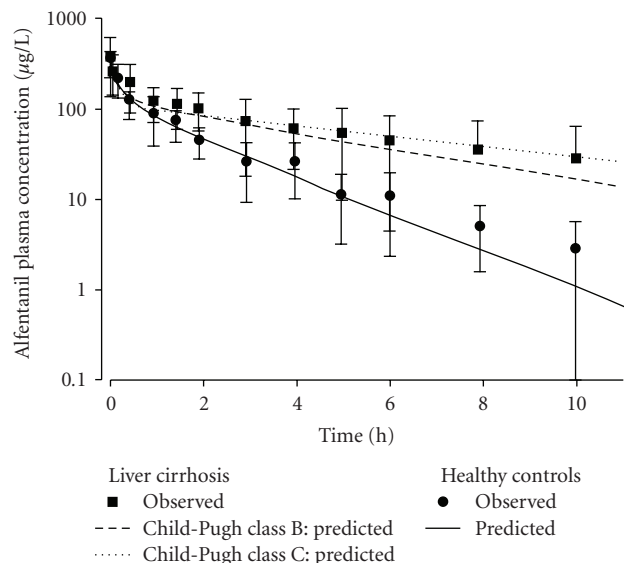 Alfentanil plasma concentration (µg/L)
1000
100
10
1
0.1
0 2 4 6 8 10
Time (h)
Liver cirrhosis
Observed
Child-Pugh class B: predicted
Child-Pugh class C: predicted
Healthy controls
Observed
Predicted